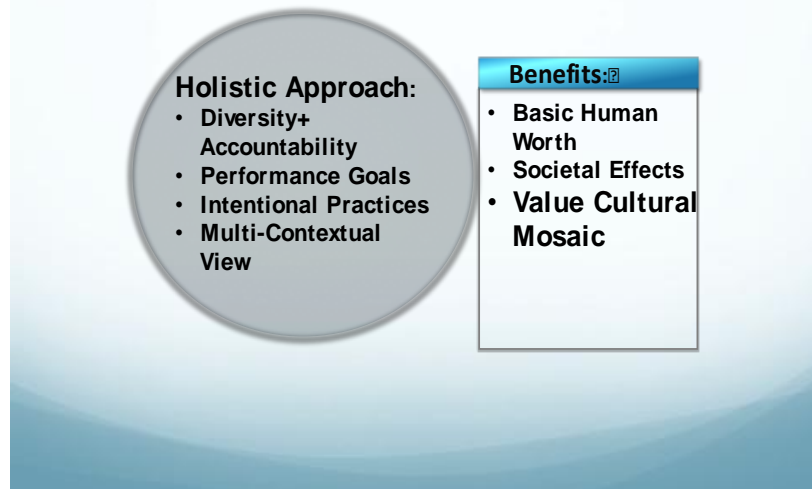 Holistic Approach:
• Diversity+
Accountability
• Performance Goals
• Intentional Practices
• Multi-Contextual
View
Benefits:
• Basic Human
Worth
• Societal Effects
• Value Cultural
Mosaic